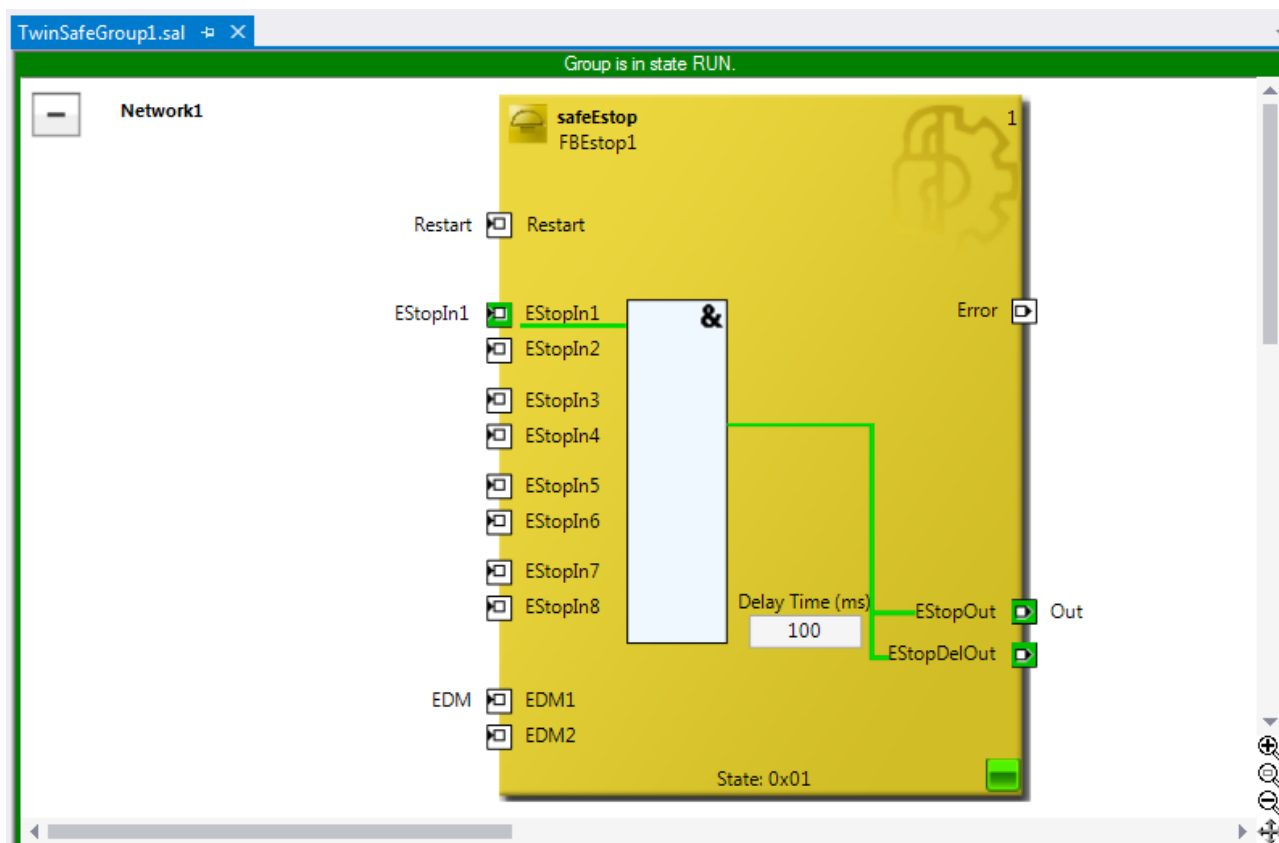 TwinSafeGroup1.sal
Group is in state RUN.
Network1
safeEstop
FBEstop1
1
Restart Restart
EStopIn1 EStopIn1 & Error
EStopIn2
EStopIn3
EStopIn4
EStopIn5
EStopIn6
EStopIn7
EStopIn8
Delay Time (ms)
100
EStopOut Out
EStopDelOut
EDM EDM1
EDM2
State: 0x01